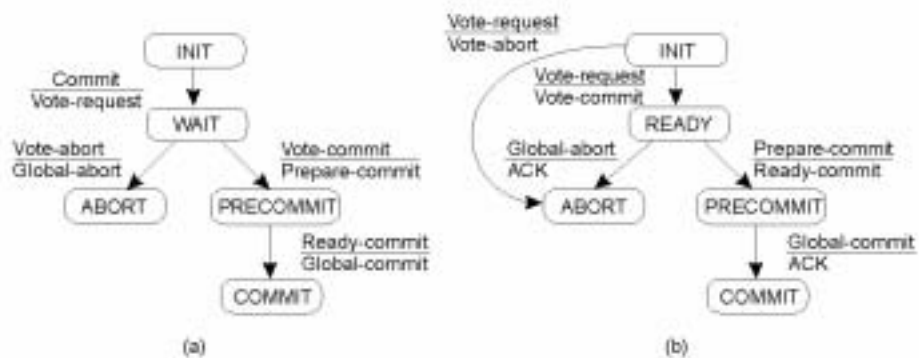 INIT
Commit
Vote-request
WAIT
Vote-abort
Global-abort
Vote-commit
Prepare-commit
ABORT
PRECOMMIT
Ready-commit
Global-commit
COMMIT
(a)
Vote-request
Vote-abort
INIT
Vote-request
Vote-commit
READY
Global-abort
ACK
Prepare-commit
Ready-commit
ABORT
PRECOMMIT
Global-commit
ACK
COMMIT
(b)